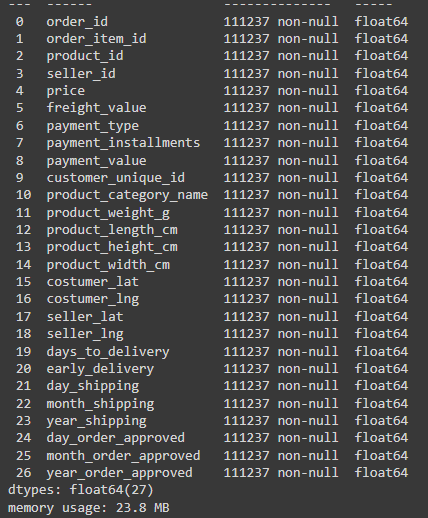 ---  ------                 --------------   -----
 0   order_id               111237 non-null  float64
 1   order_item_id          111237 non-null  float64
 2   product_id             111237 non-null  float64
 3   seller_id              111237 non-null  float64
 4   price                  111237 non-null  float64
 5   freight_value          111237 non-null  float64
 6   payment_type           111237 non-null  float64
 7   payment_installments   111237 non-null  float64
 8   payment_value          111237 non-null  float64
 9   customer_unique_id     111237 non-null  float64
 10  product_category_name  111237 non-null  float64
 11  product_weight_g       111237 non-null  float64
 12  product_length_cm      111237 non-null  float64
 13  product_height_cm      111237 non-null  float64
 14  product_width_cm       111237 non-null  float64
 15  costumer_lat           111237 non-null  float64
 16  costumer_lng           111237 non-null  float64
 17  seller_lat             111237 non-null  float64
 18  seller_lng             111237 non-null  float64
 19  days_to_delivery       111237 non-null  float64
 20  early_delivery         111237 non-null  float64
 21  day_shipping           111237 non-null  float64
 22  month_shipping         111237 non-null  float64
 23  year_shipping          111237 non-null  float64
 24  day_order_approved     111237 non-null  float64
 25  month_order_approved   111237 non-null  float64
 26  year_order_approved    111237 non-null  float64
dtypes: float64(27)
memory usage: 23.8 MB